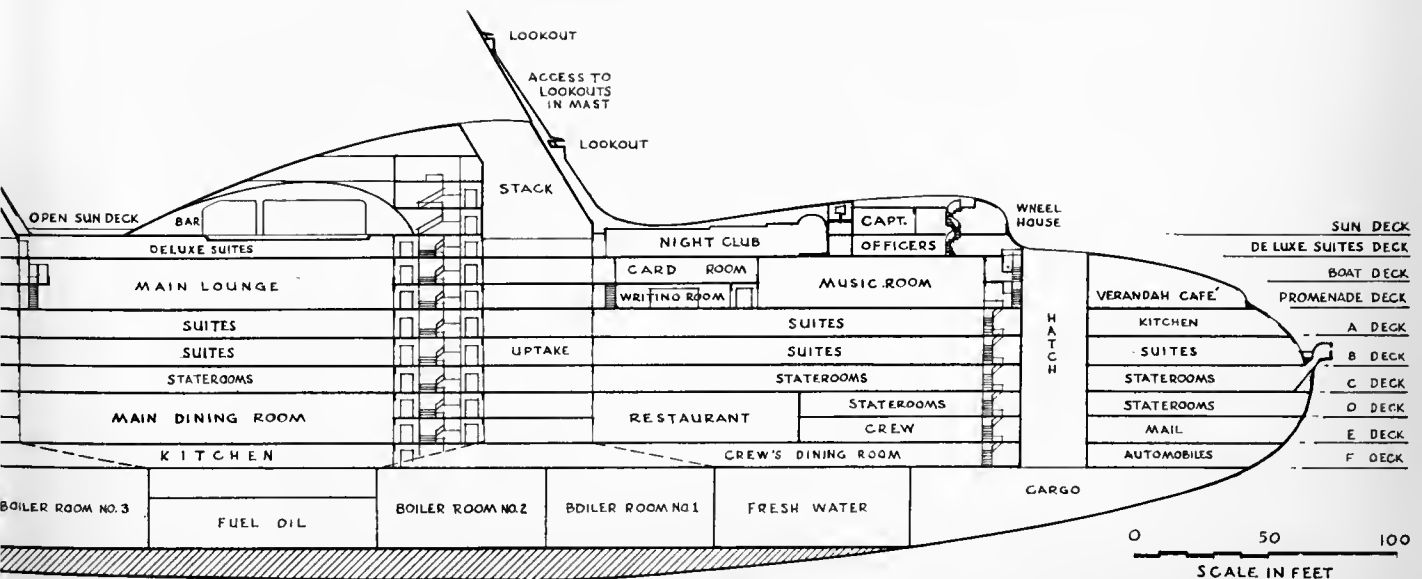 LOOKOUT
ACCESS TO
LOOKOUTS
IN MAST
LOOKOUT
STACK
OPEN SUN DECK
BAR
CAPT.
WHEEL
HOUSE
DELUXE SUITES
NIGHT CLUB
OFFICERS
MAIN LOUNGE
CARD ROOM
WRITING ROOM
MUSIC ROOM
VERANDAH CAFÉ
SUITES
SUITES
KITCHEN
SUITES
UPTAKE
SUITES
SUITES
STATEROOMS
STATEROOMS
STATEROOMS
MAIN DINING ROOM
RESTAURANT
STATEROOMS
CREW
STATEROOMS
MAIL
KITCHEN
CREW'S DINING ROOM
AUTOMOBILES
HATCH
BOILER ROOM NO. 3
FUEL OIL
BOILER ROOM NO. 2
BOILER ROOM NO. 1
FRESH WATER
CARGO
SUN DECK
DE LUXE SUITES DECK
BOAT DECK
PROMENADE DECK
A DECK
B DECK
C DECK
D DECK
E DECK
F DECK
0 50 100
SCALE IN FEET